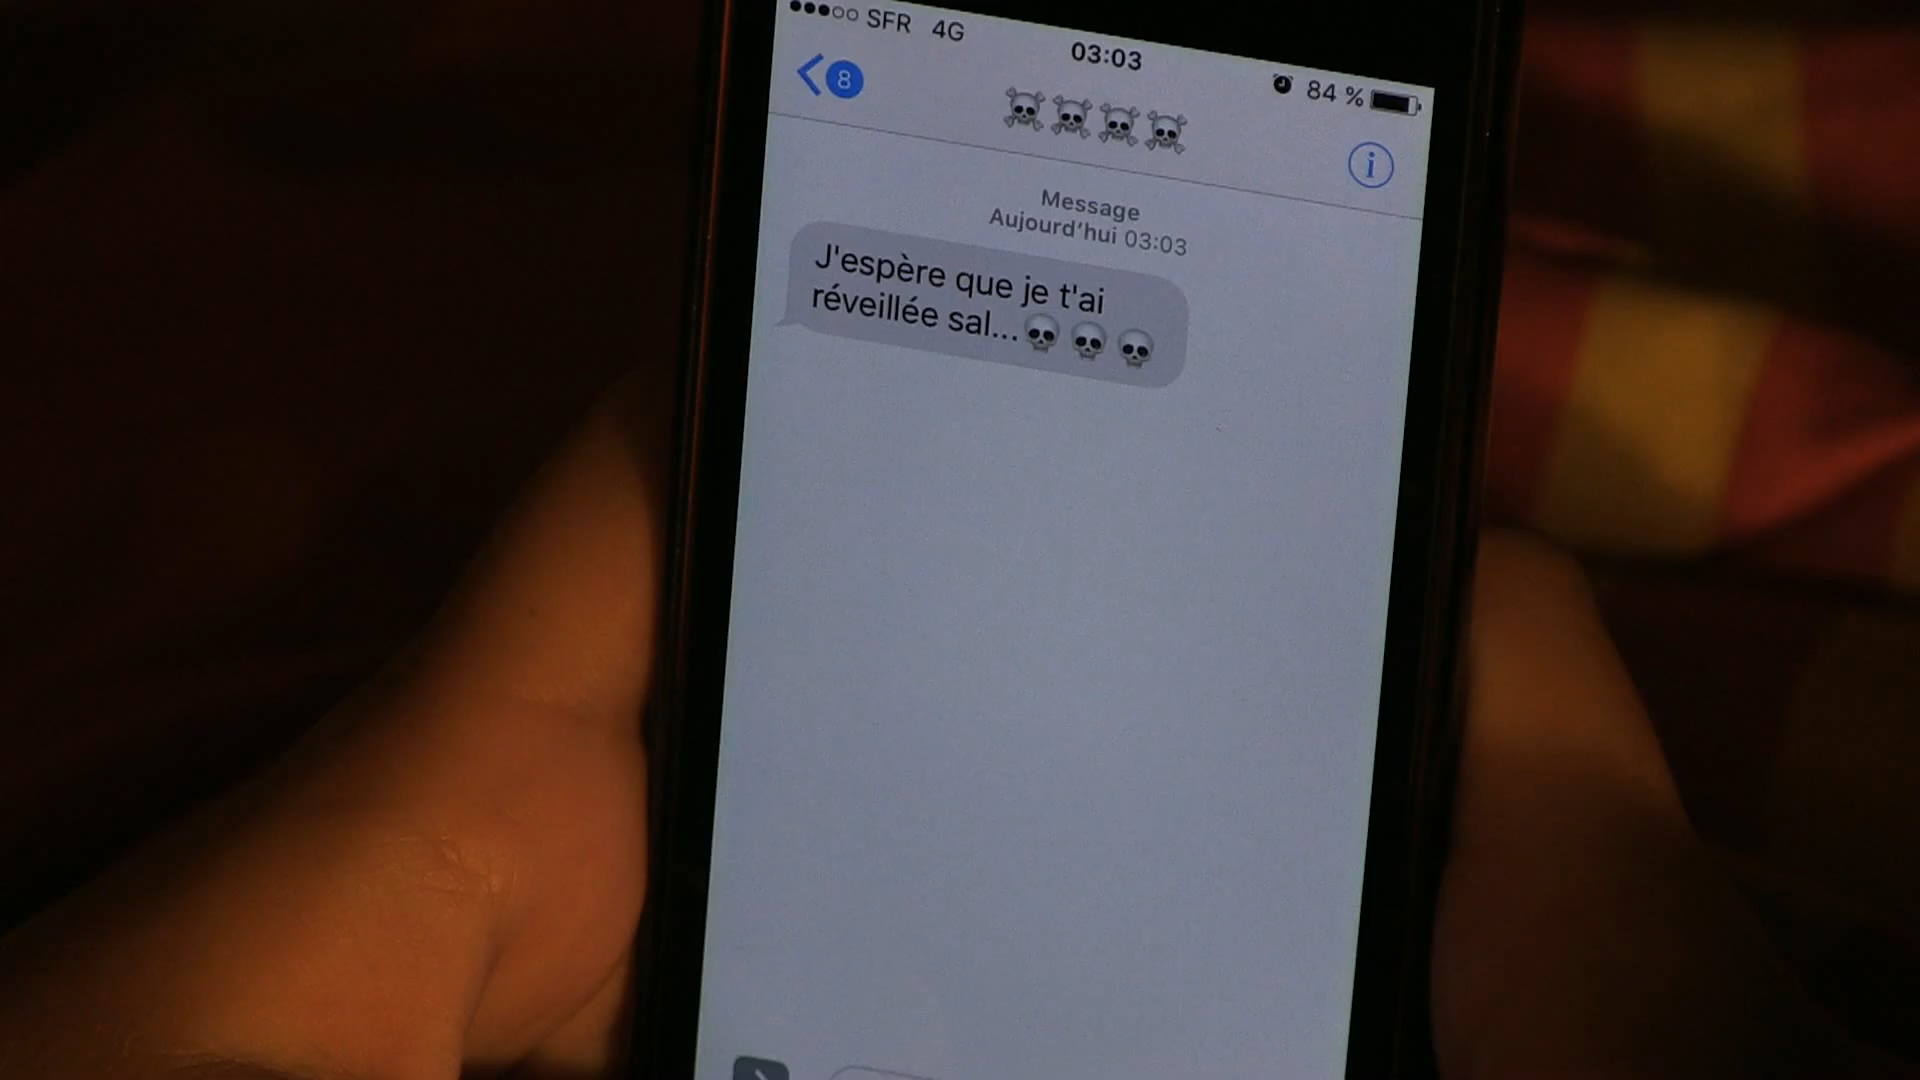 SFR 4G 03:03 84 %
8
☠☠☠☠
i
Message
Aujourd'hui 03:03
J'espère que je t'ai
réveillée sal...💀💀💀